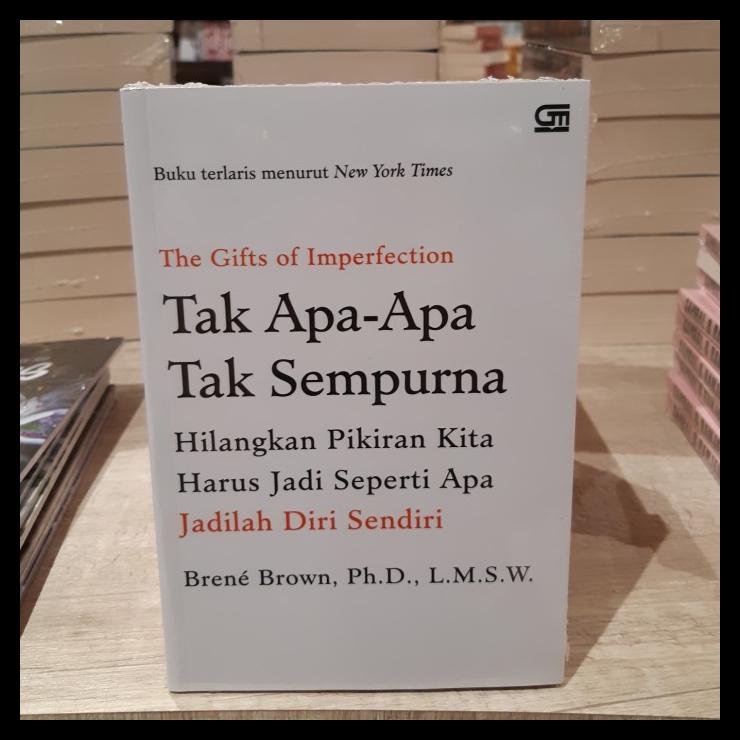 GM
Buku terlaris menurut New York Times
The Gifts of Imperfection
Tak Apa-Apa
Tak Sempurna
Hilangkan Pikiran Kita
Harus Jadi Seperti Apa
Jadilah Diri Sendiri
Brené Brown, Ph.D., L.M.S.W.